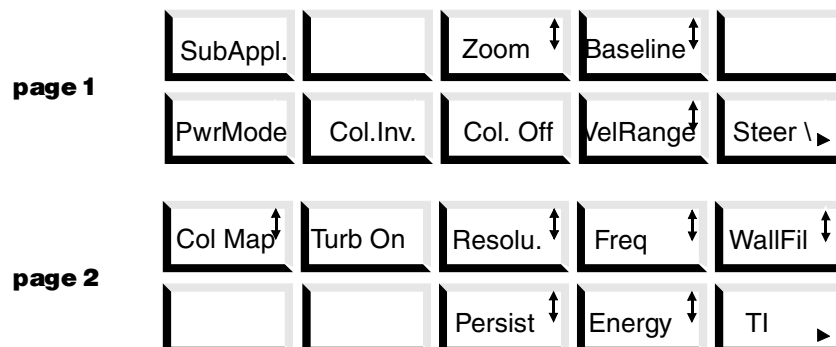 SubAppl. Zoom Baseline
page 1
PwrMode Col.Inv. Col. Off VelRange Steer \
Col Map Turb On Resolu. Freq WallFil
page 2
Persist Energy TI